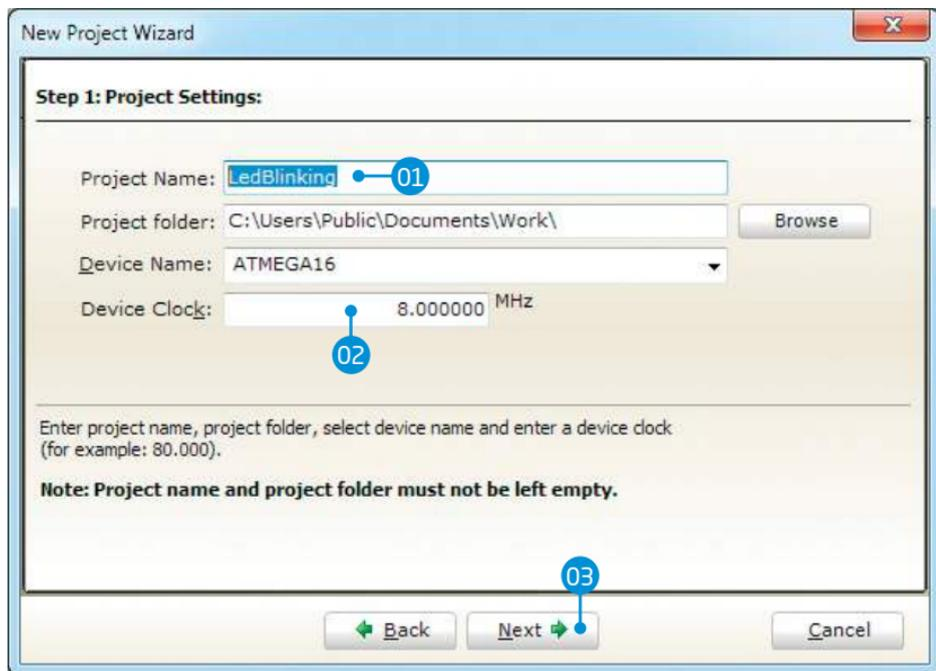 New Project Wizard
Step 1: Project Settings:
Project Name: LedBlinking 01
Project folder: C:\Users\Public\Documents\Work\ Browse
Device Name: ATMEGA16
Device Clock: 8.000000 MHz
02
Enter project name, project folder, select device name and enter a device clock
(for example: 80.000).
Note: Project name and project folder must not be left empty.
03
Back Next Cancel